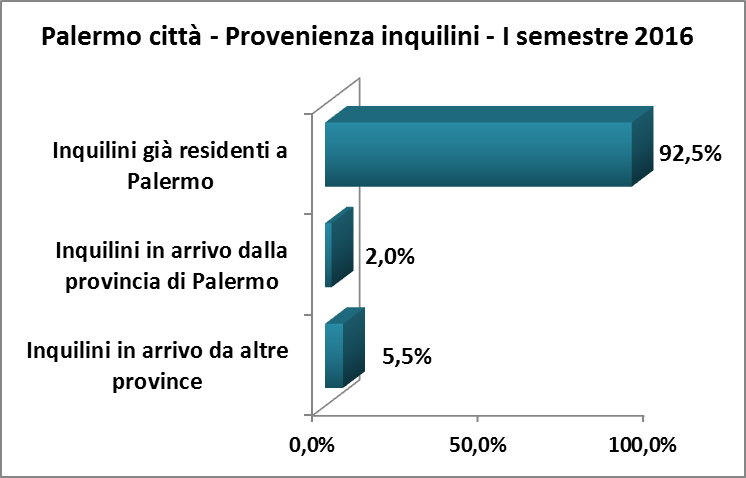 Palermo città - Provenienza inquilini - I semestre 2016
Inquilini già residenti a
Palermo
92,5%
Inquilini in arrivo dalla
provincia di Palermo
2,0%
Inquilini in arrivo da altre
province
5,5%
0,0%
50,0%
100,0%